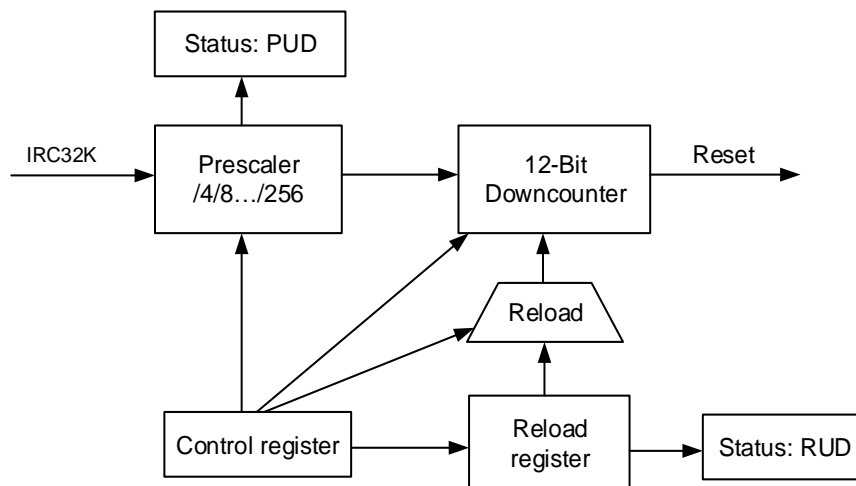 Status: PUD
IRC32K
Prescaler
/4/8…/256
12-Bit
Downcounter
Reset
Reload
Control register
Reload
register
Status: RUD